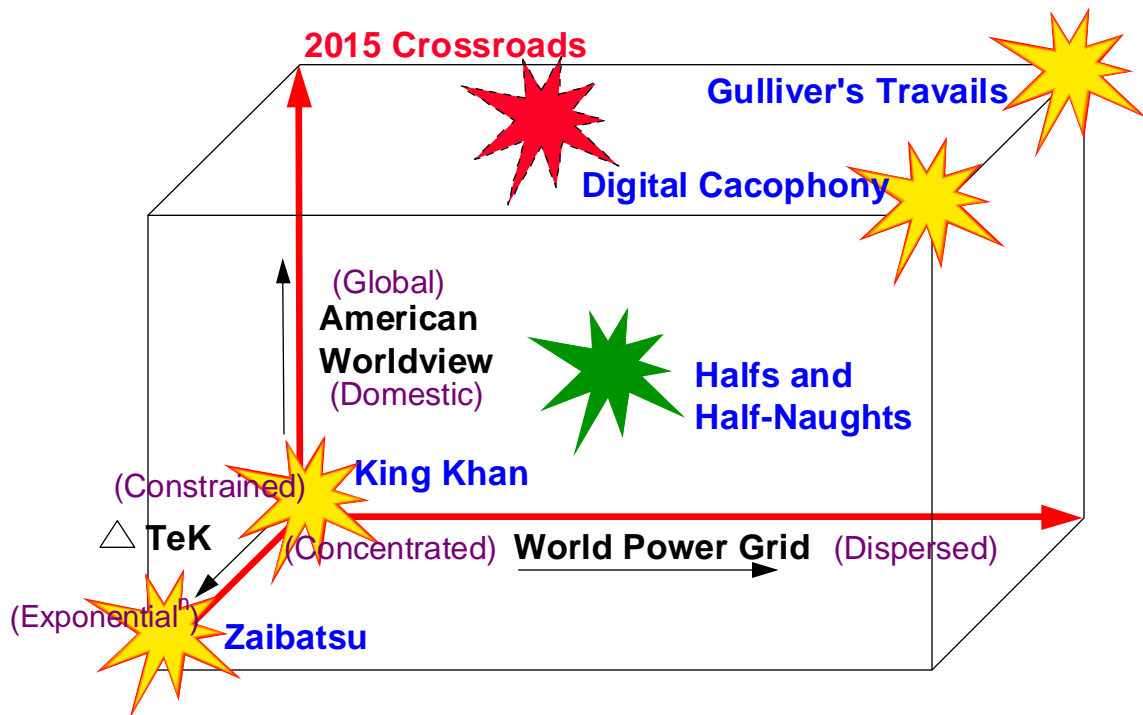 2015 Crossroads
Gulliver's Travails
Digital Cacophony
(Global)
American
Worldview
(Domestic)
Halfs and
Half-Naughts
King Khan
(Constrained)
△ TeK
(Concentrated) World Power Grid (Dispersed)
(Exponentialⁿ)
Zaibatsu